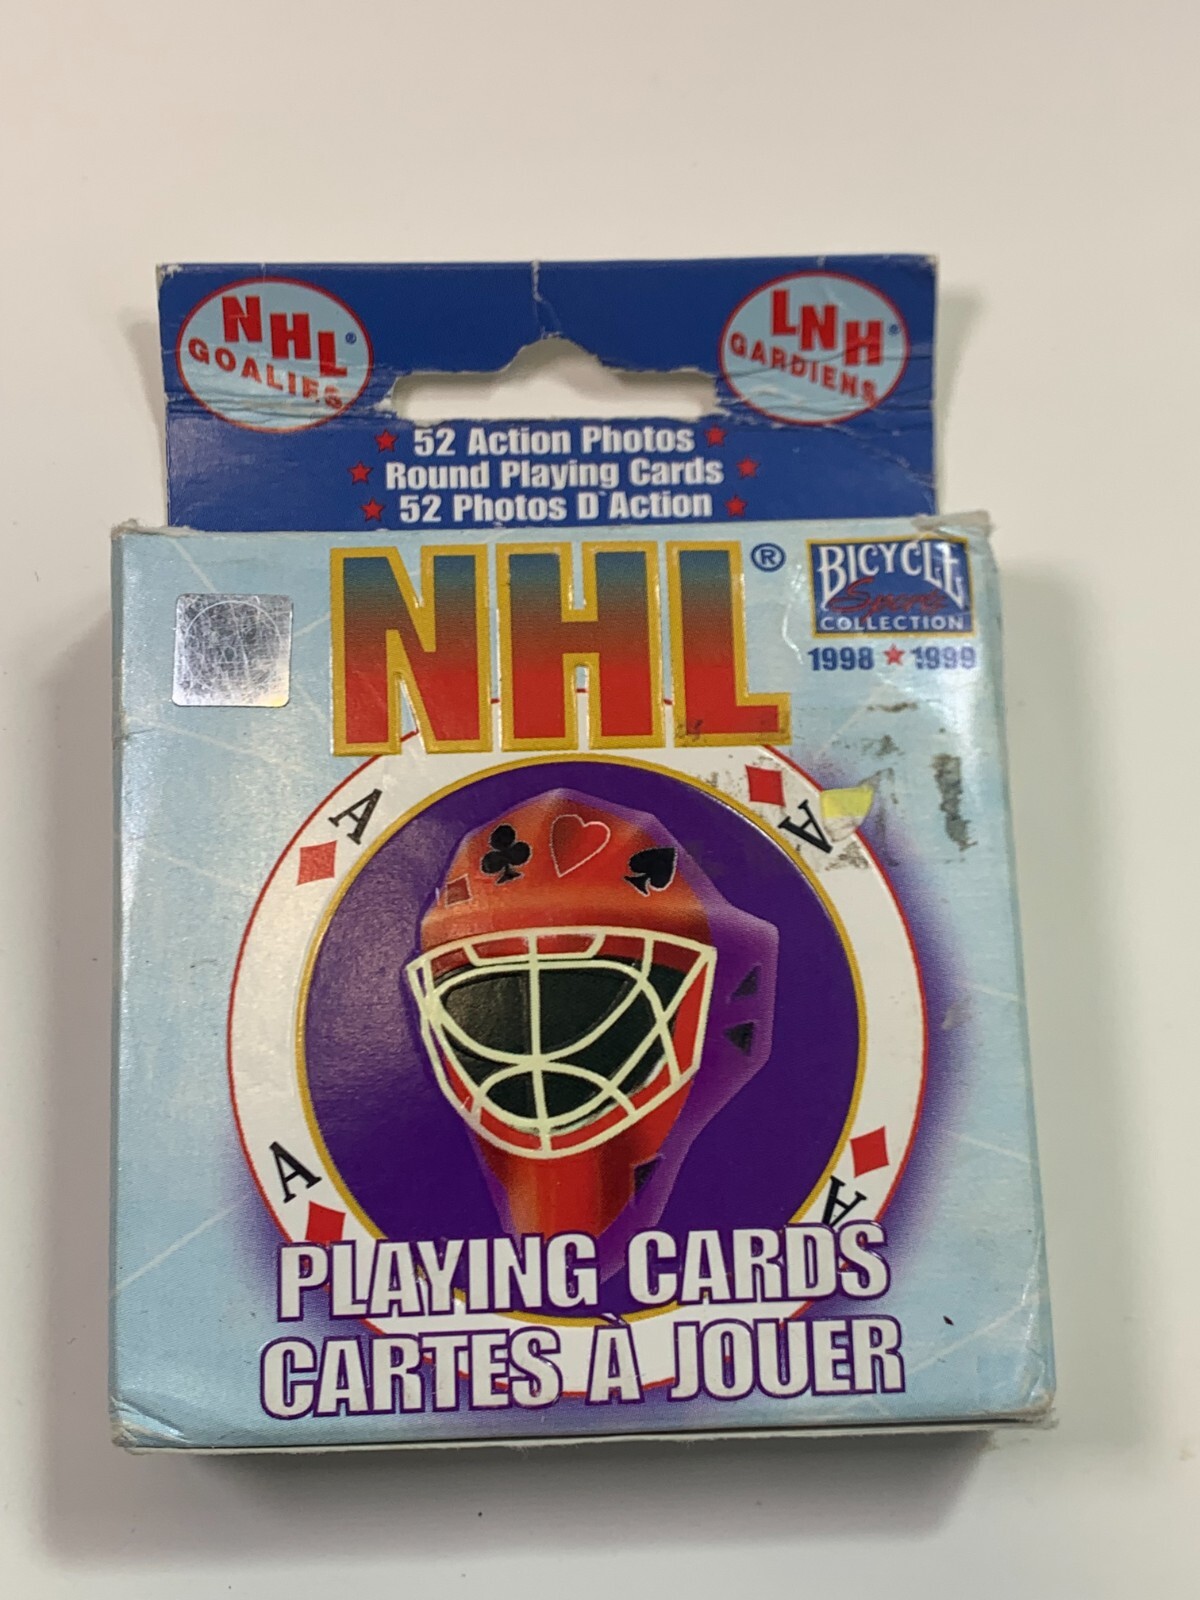 NHL®
GOALIES
LNH®
GARDIENS
52 Action Photos
Round Playing Cards
52 Photos D`Action
NHL®
BICYCLE
Sports
COLLECTION
1998 ★ 1999
A
A
A
A
PLAYING CARDS
CARTES À JOUER